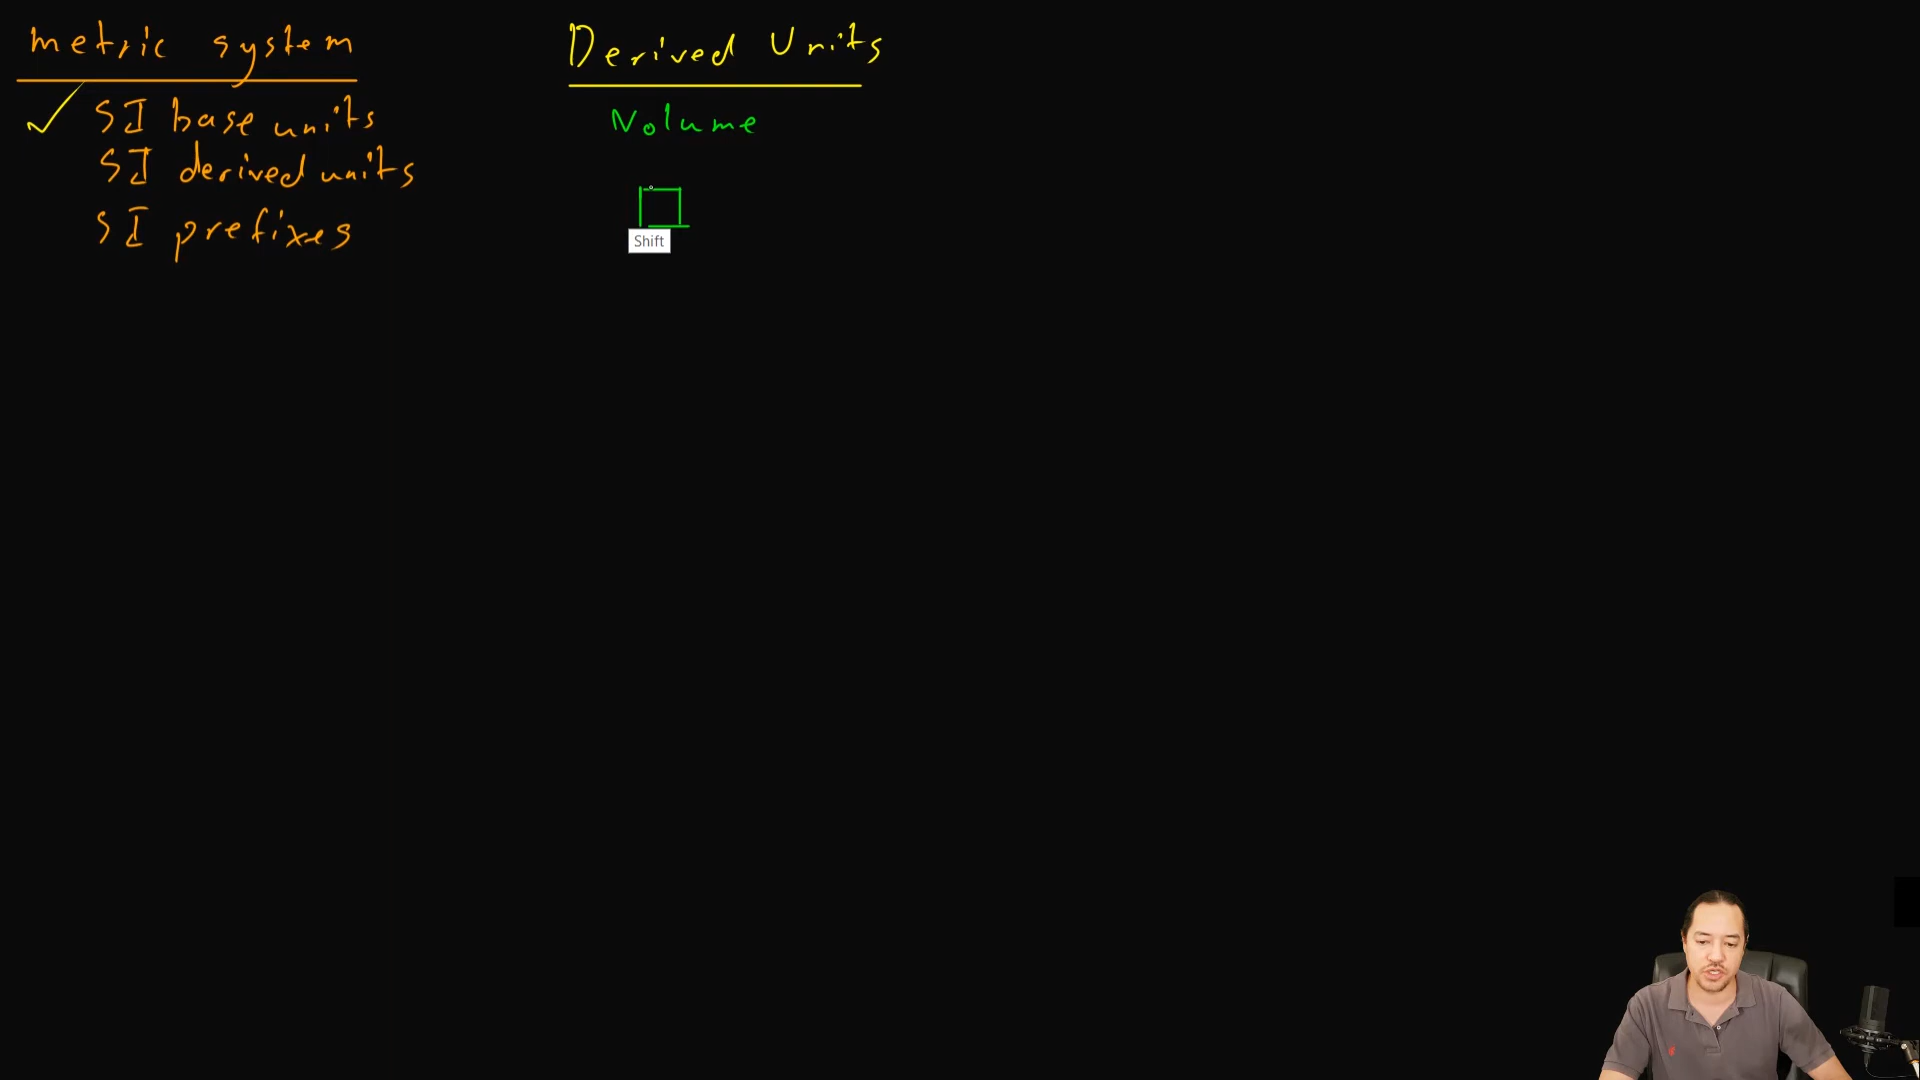 metric system
✓ SI base units
SI derived units
SI prefixes
Derived Units
Volume
Shift